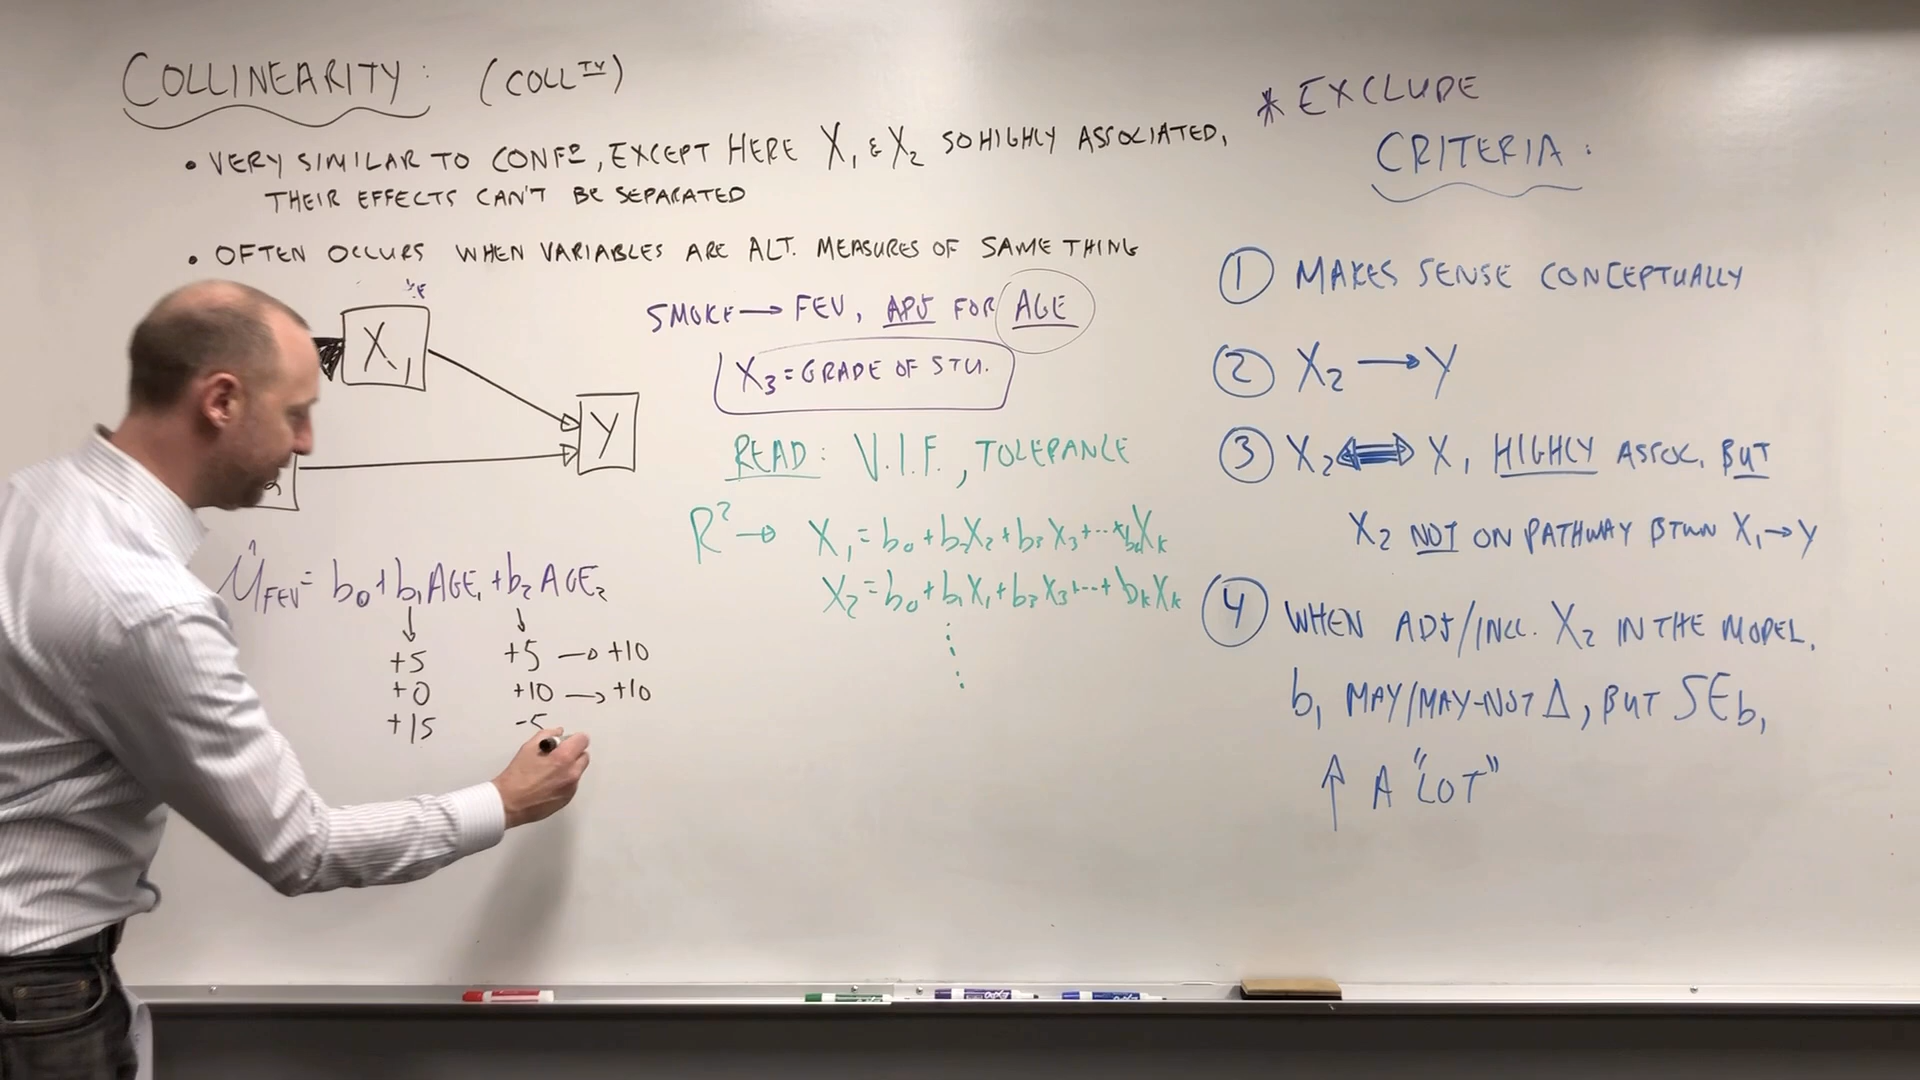 COLLINEARITY: (COLL^TY)
• VERY SIMILAR TO CONF^G, EXCEPT HERE X₁ & X₂ SO HIGHLY ASSOCIATED,
THEIR EFFECTS CAN'T BE SEPARATED
• OFTEN OCCURS WHEN VARIABLES ARE ALT. MEASURES OF SAME THING
X₁
Y
SMOKE → FEV, ADJ FOR AGE
X₃ = GRADE OF STU.
READ: V.I.F., TOLERANCE
R² → X₁ = b₀ + b₂X₂ + b₃X₃ + ... + bₖXₖ
X₂ = b₀ + b₁X₁ + b₃X₃ + ... + bₖXₖ
μ̂FEV = b₀ + b₁AGE₁ + b₂AGE₂
↓ ↓
+5 +5 → +10
+0 +10 → +10
+15 -5
* EXCLUDE
CRITERIA:
① MAKES SENSE CONCEPTUALLY
② X₂ → Y
③ X₂ ⟺ X₁ HIGHLY ASSOC, BUT
X₂ NOT ON PATHWAY BTWN X₁ → Y
④ WHEN ADJ/INCL. X₂ IN THE MODEL,
b₁ MAY/MAY-NOT Δ, BUT SEb₁
↑ A "LOT"